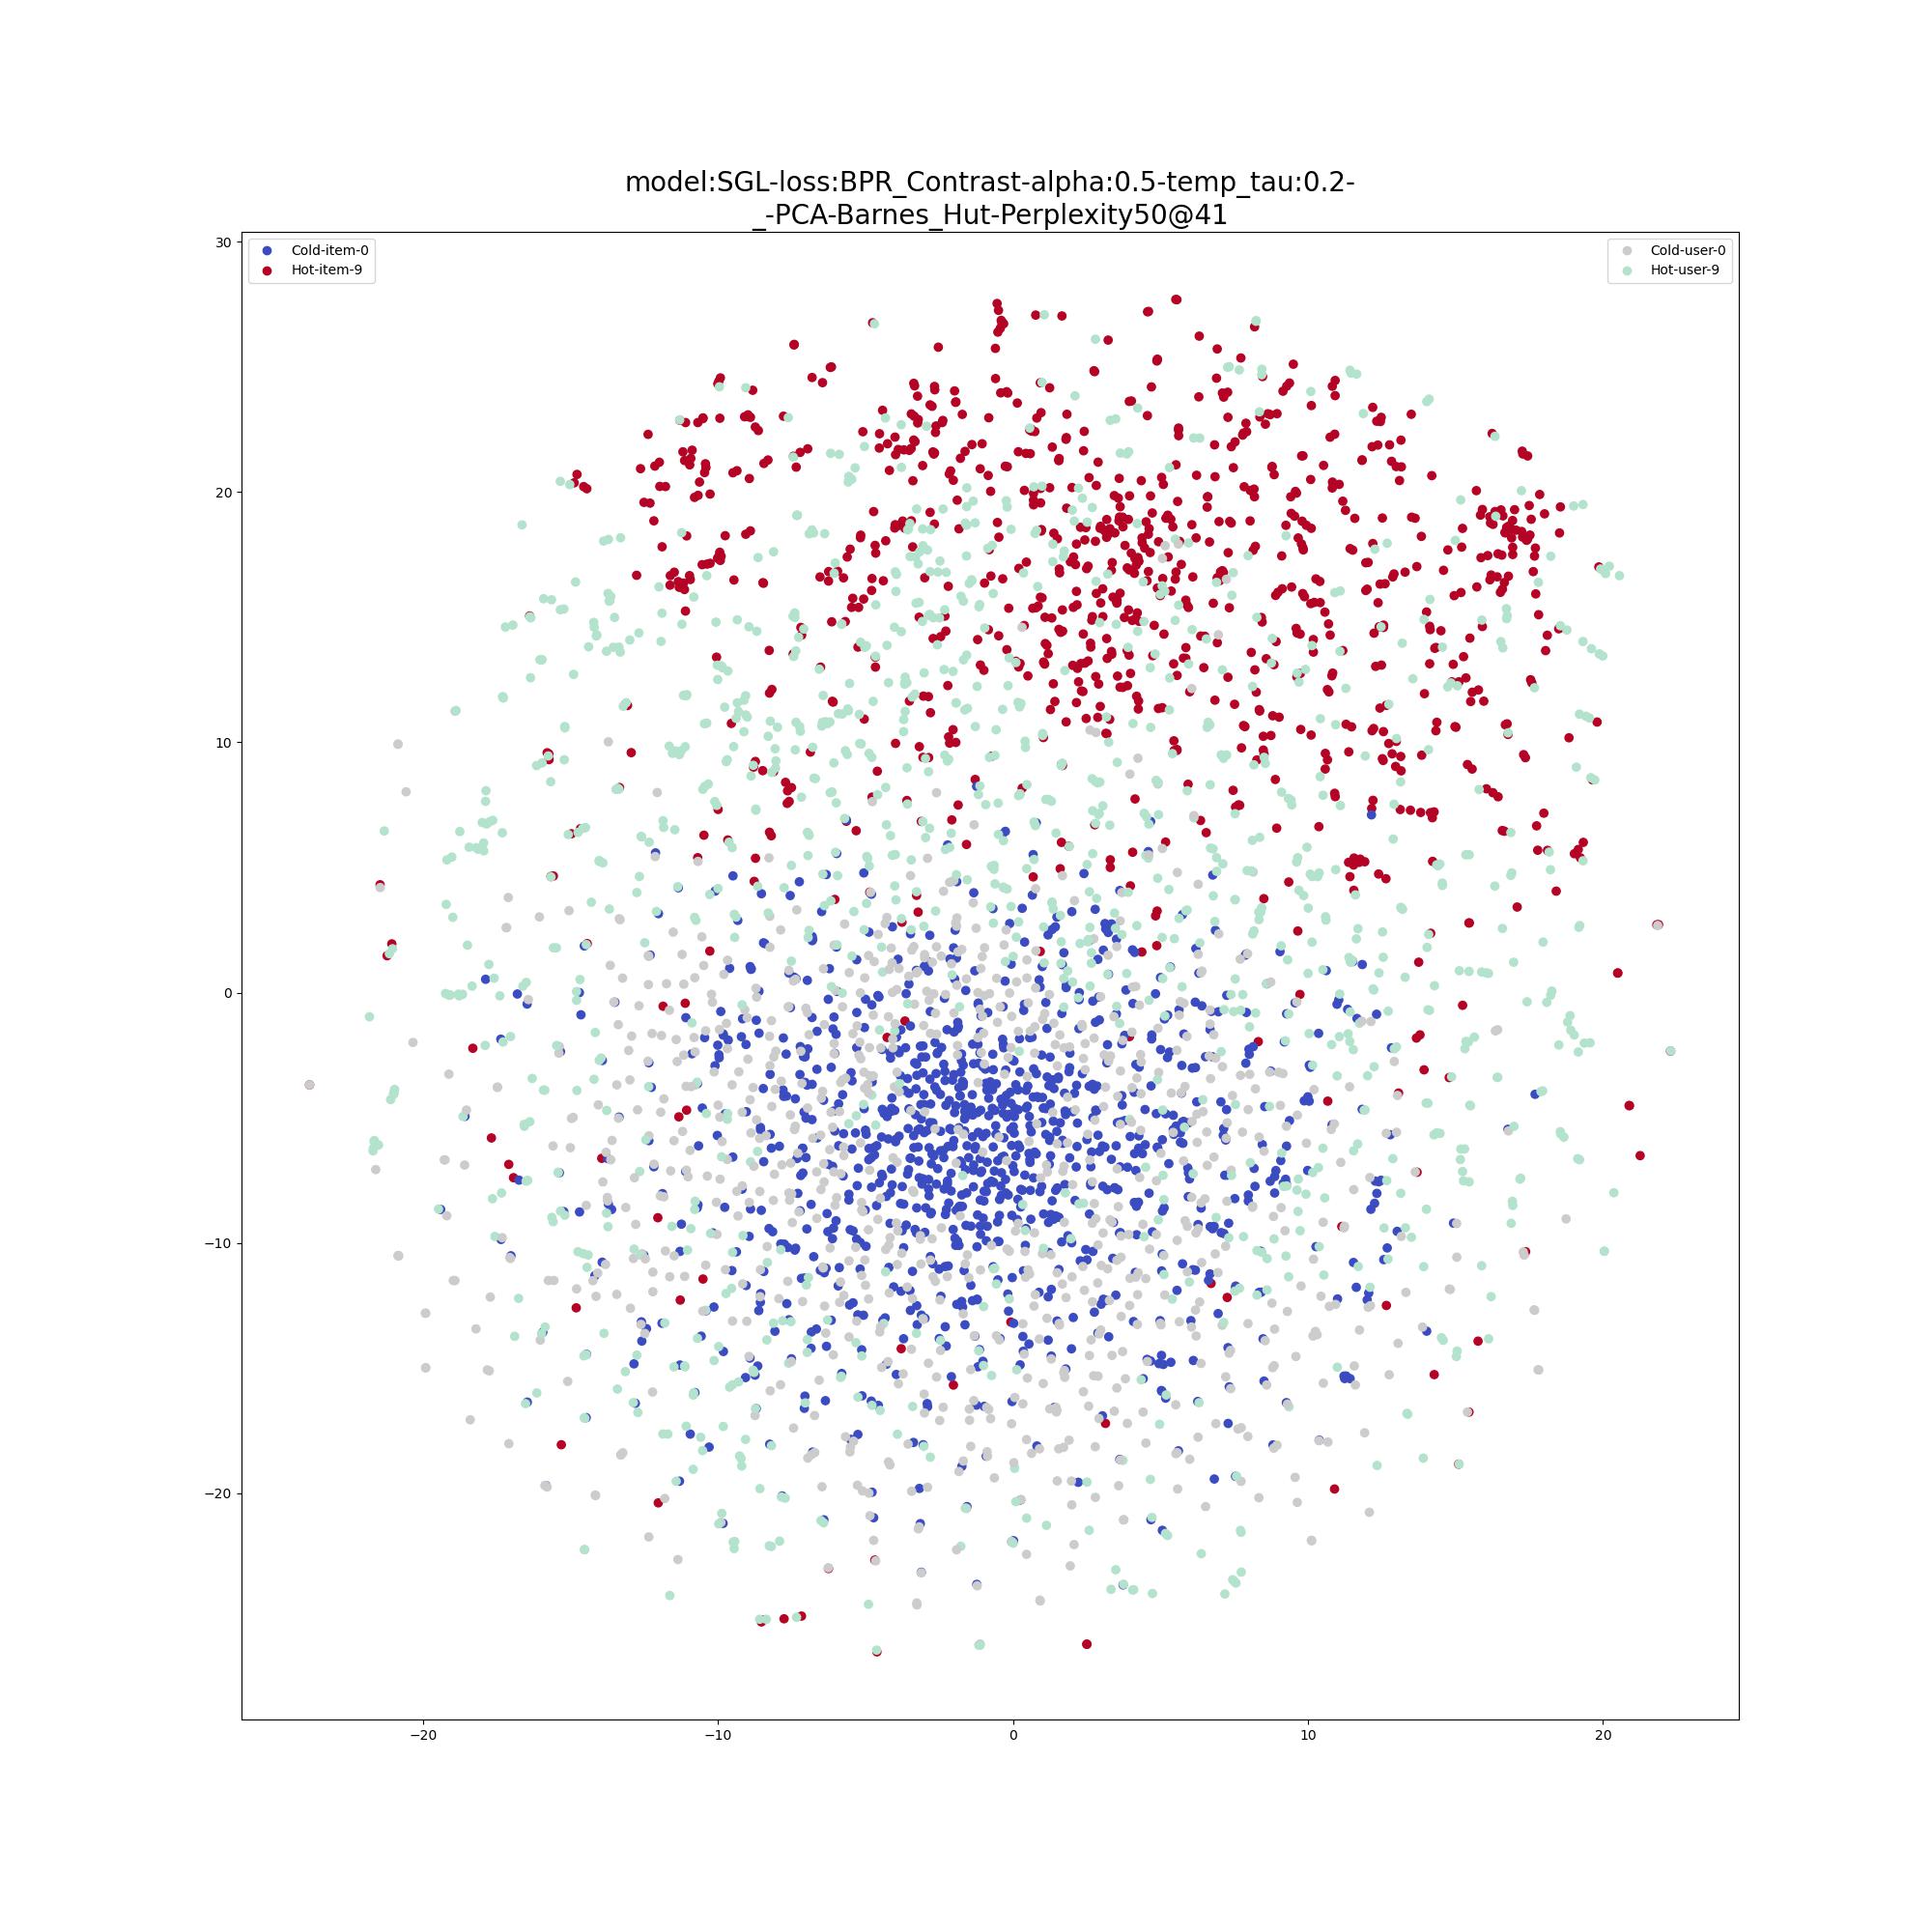 model:SGL-loss:BPR_Contrast-alpha:0.5-temp_tau:0.2-
_-PCA-Barnes_Hut-Perplexity50@41
Cold-item-0
Hot-item-9
Cold-user-0
Hot-user-9
30
20
10
0
−10
−20
−20
−10
0
10
20